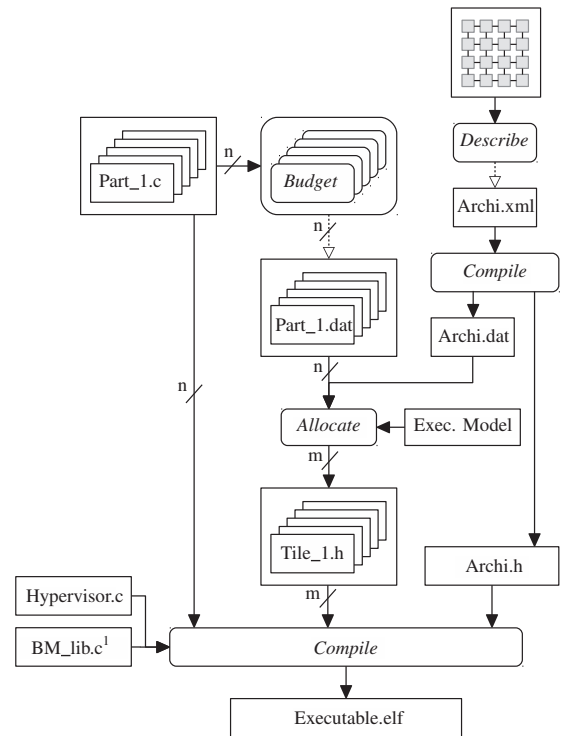 Describe
n
Part_1.c
Budget
Archi.xml
n
Compile
Part_1.dat
Archi.dat
n
n
Allocate
Exec. Model
m
Tile_1.h
Archi.h
Hypervisor.c
m
BM_lib.c¹
Compile
Executable.elf